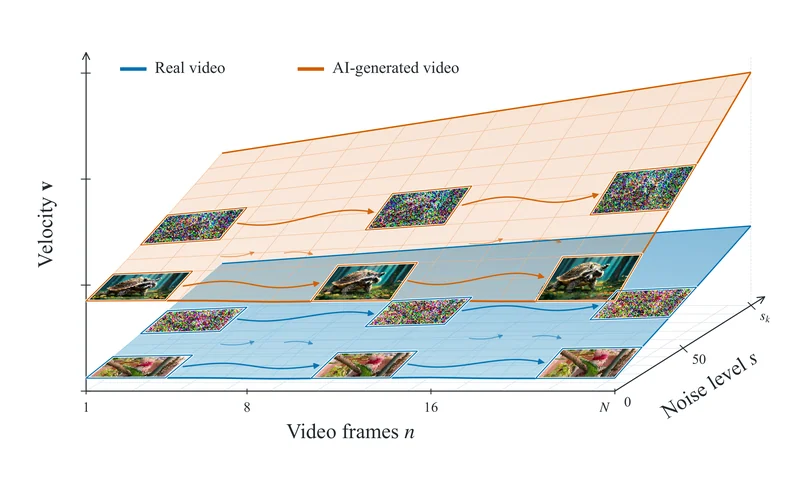 Real video
AI-generated video
Velocity v
1
8
16
N
0
50
s_k
Video frames n
Noise level s